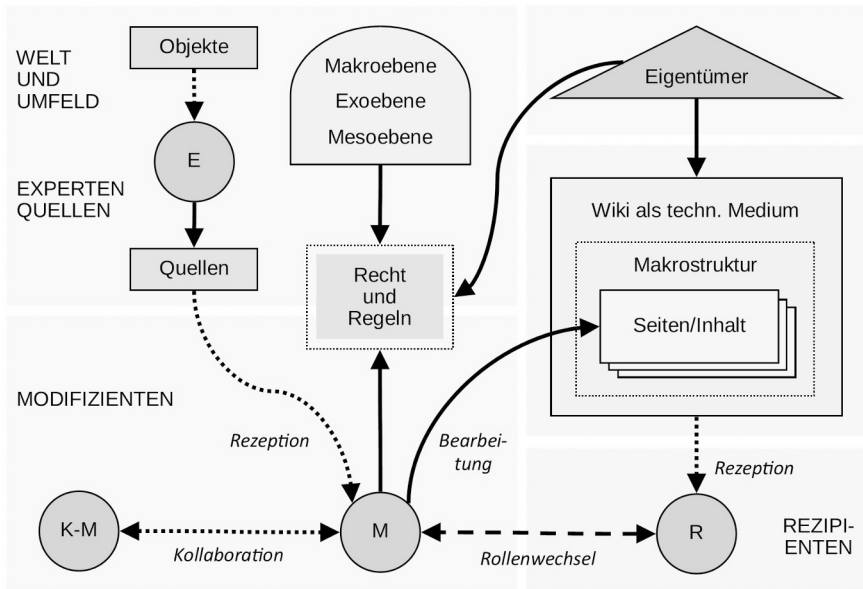 WELT
UND
UMFELD
Objekte
E
EXPERTEN
QUELLEN
Quellen
Makroebene
Exoebene
Mesoebene
Recht
und
Regeln
Eigentümer
Wiki als techn. Medium
Makrostruktur
Seiten/Inhalt
MODIFIZIENTEN
Rezeption
Bearbei-
tung
Rezeption
K-M
Kollaboration
M
Rollenwechsel
R
REZIPI-
ENTEN